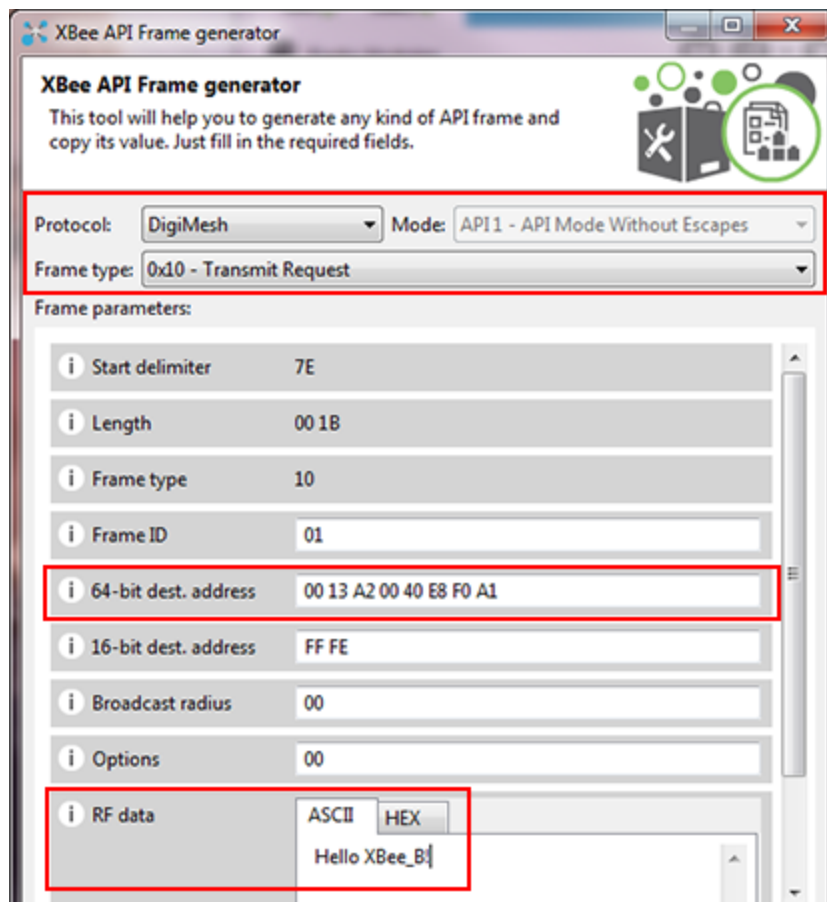 XBee API Frame generator
XBee API Frame generator
This tool will help you to generate any kind of API frame and
copy its value. Just fill in the required fields.
Protocol: DigiMesh Mode: API 1 - API Mode Without Escapes
Frame type: 0x10 - Transmit Request
Frame parameters:
i Start delimiter 7E
i Length 00 1B
i Frame type 10
i Frame ID 01
i 64-bit dest. address 00 13 A2 00 40 E8 F0 A1
i 16-bit dest. address FF FE
i Broadcast radius 00
i Options 00
i RF data ASCII HEX
Hello XBee_B!